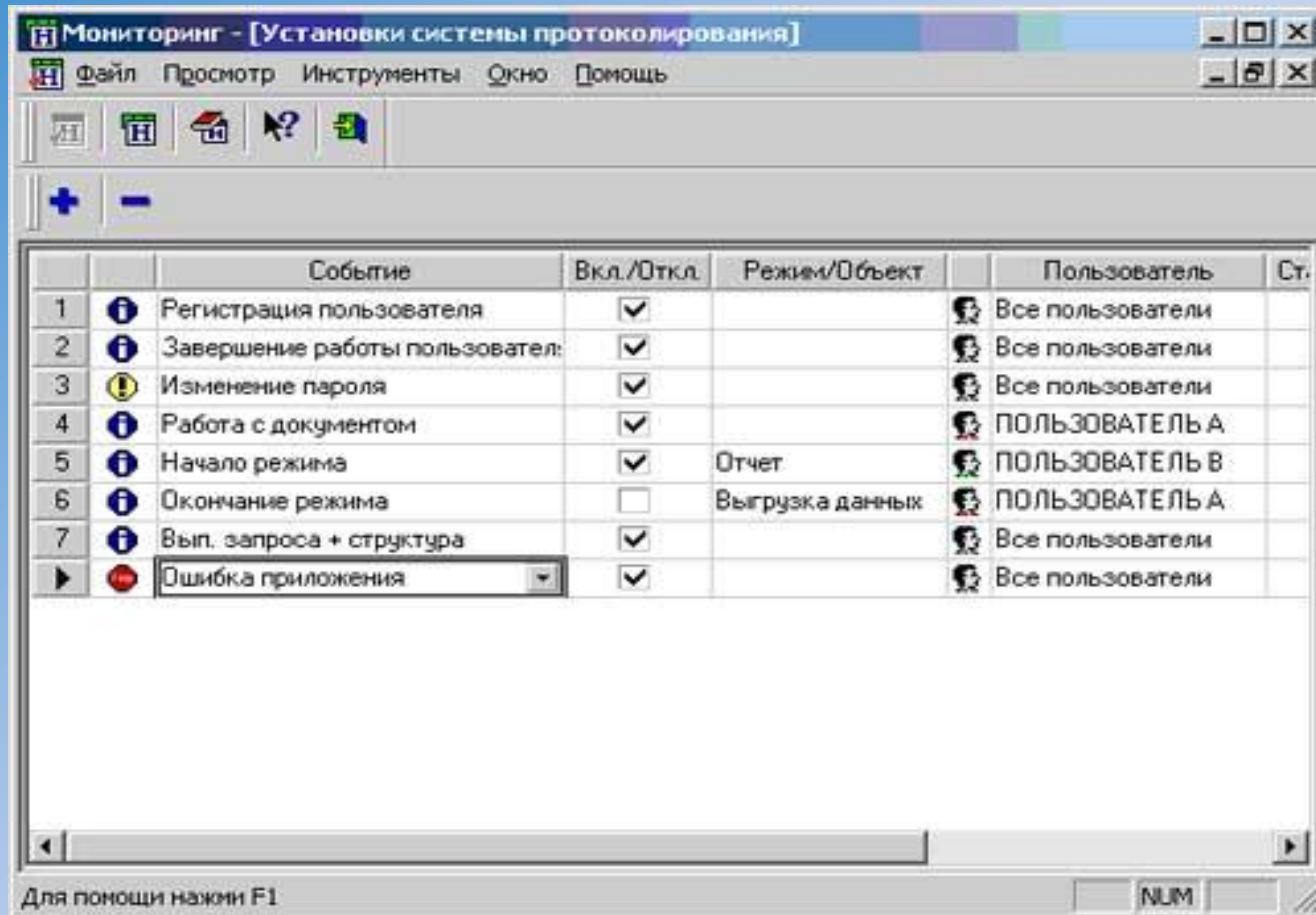 Мониторинг - [Установки системы протоколирования]
Файл Просмотр Инструменты Окно Помощь
Событие Вкл./Откл. Режим/Объект Пользователь Ст
1 Регистрация пользователя Все пользователи
2 Завершение работы пользовател Все пользователи
3 Изменение пароля Все пользователи
4 Работа с документом ПОЛЬЗОВАТЕЛЬ А
5 Начало режима Отчет ПОЛЬЗОВАТЕЛЬ В
6 Окончание режима Выгрузка данных ПОЛЬЗОВАТЕЛЬ А
7 Вып. запроса + структура Все пользователи
Ошибка приложения Все пользователи
Для помощи нажми F1 NUM